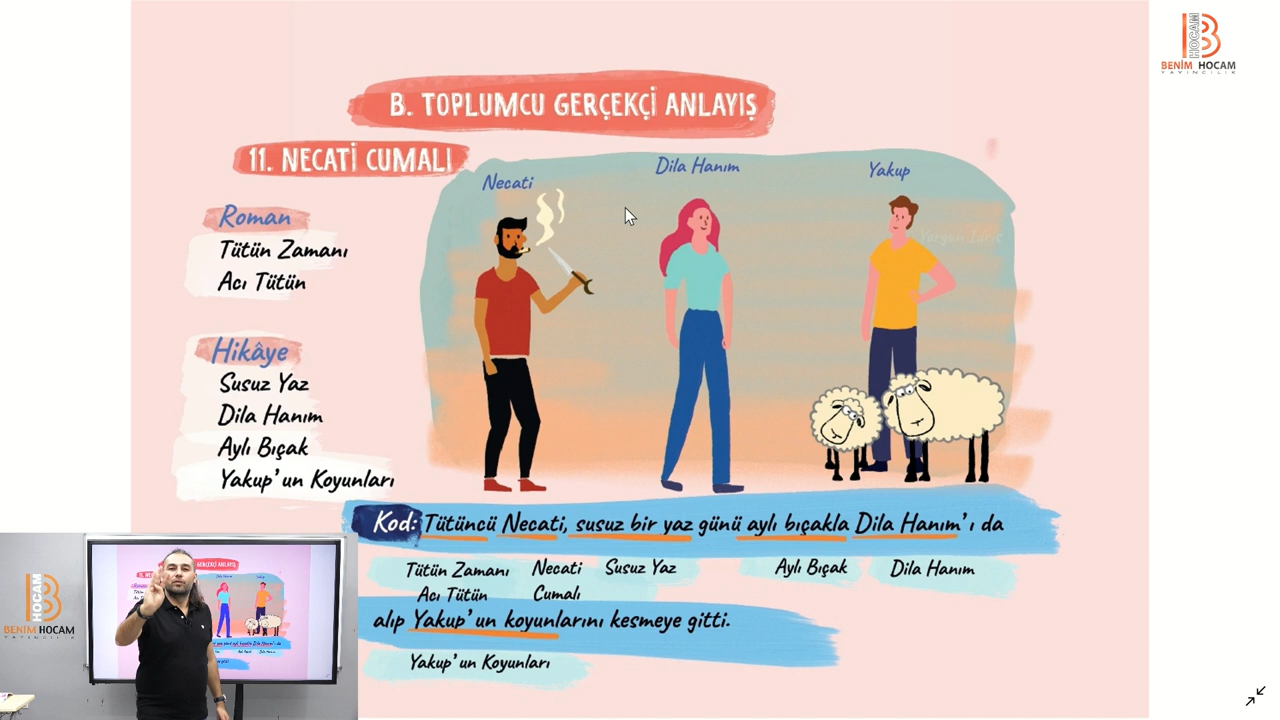 BENİM HOCAM
YAYINCILIK
B. TOPLUMCU GERÇEKÇİ ANLAYIŞ
11. NECATİ CUMALI
Necati
Dila Hanım
Yakup
Roman
Tütün Zamanı
Acı Tütün
Hikâye
Susuz Yaz
Dila Hanım
Aylı Bıçak
Yakup'un Koyunları
Kod: Tütüncü Necati, susuz bir yaz günü aylı bıçakla Dila Hanım'ı da
Tütün Zamanı Necati Susuz Yaz Aylı Bıçak Dila Hanım
Acı Tütün Cumalı
alıp Yakup'un koyunlarını kesmeye gitti.
Yakup'un Koyunları
HOCAM
BENİM HOCAM
YAYINCILIK